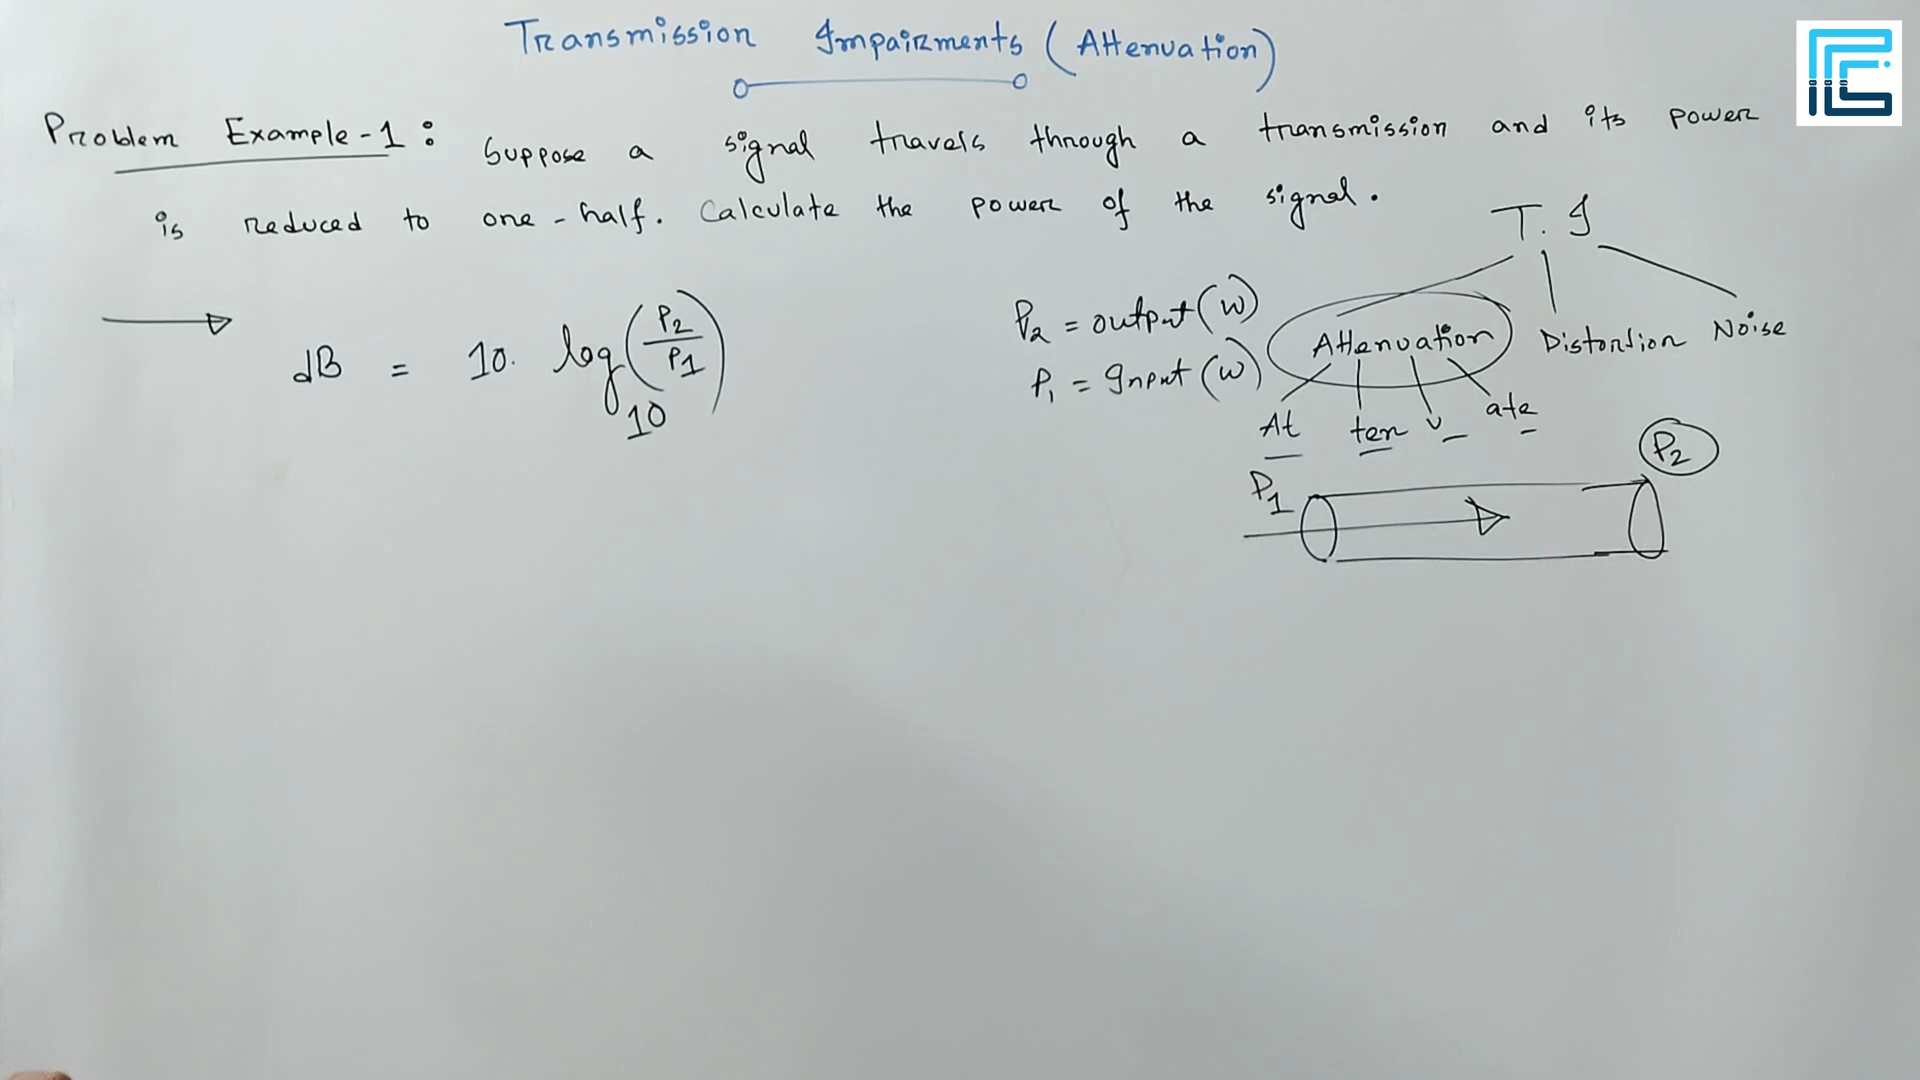 Transmission Impairments (Attenuation)
Problem Example-1: Suppose a signal travels through a transmission and its power
is reduced to one-half. Calculate the power of the signal.
T. I
Attenuation Distortion Noise
At ten u ate
dB = 10. log10 (P2/P1)
P2 = output (W)
P1 = Input (W)
P1
P2